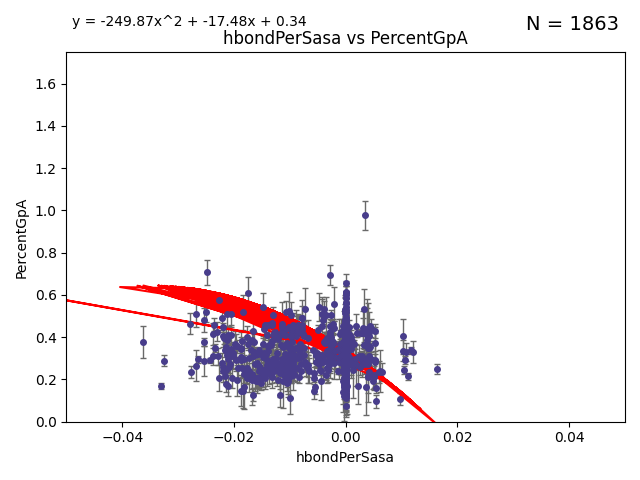 y = -249.87x^2 + -17.48x + 0.34
N = 1863
hbondPerSasa vs PercentGpA
1.6
1.4
1.2
1.0
0.8
0.6
0.4
0.2
0.0
PercentGpA
−0.04 −0.02 0.00 0.02 0.04
hbondPerSasa